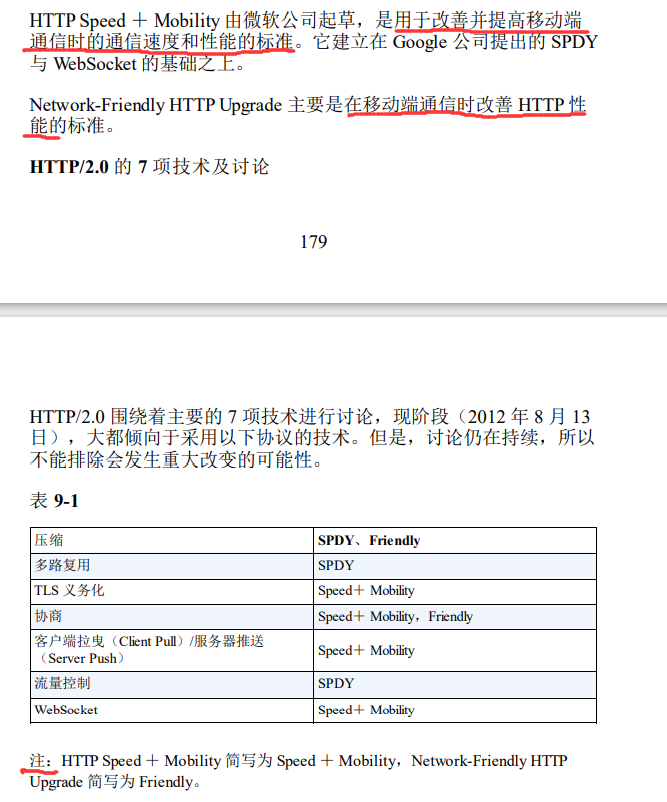 HTTP Speed + Mobility 由微软公司起草，是用于改善并提高移动端
通信时的通信速度和性能的标准。它建立在 Google 公司提出的 SPDY
与 WebSocket 的基础之上。
Network-Friendly HTTP Upgrade 主要是在移动端通信时改善 HTTP 性
能的标准。
HTTP/2.0 的 7 项技术及讨论
179
HTTP/2.0 围绕着主要的 7 项技术进行讨论，现阶段（2012 年 8 月 13
日），大都倾向于采用以下协议的技术。但是，讨论仍在持续，所以
不能排除会发生重大改变的可能性。
表 9-1
压缩 SPDY、Friendly
多路复用 SPDY
TLS 义务化 Speed+ Mobility
协商 Speed+ Mobility，Friendly
客户端拉曳（Client Pull）/服务器推送
（Server Push） Speed+ Mobility
流量控制 SPDY
WebSocket Speed+ Mobility
注：HTTP Speed + Mobility 简写为 Speed + Mobility，Network-Friendly HTTP
Upgrade 简写为 Friendly。